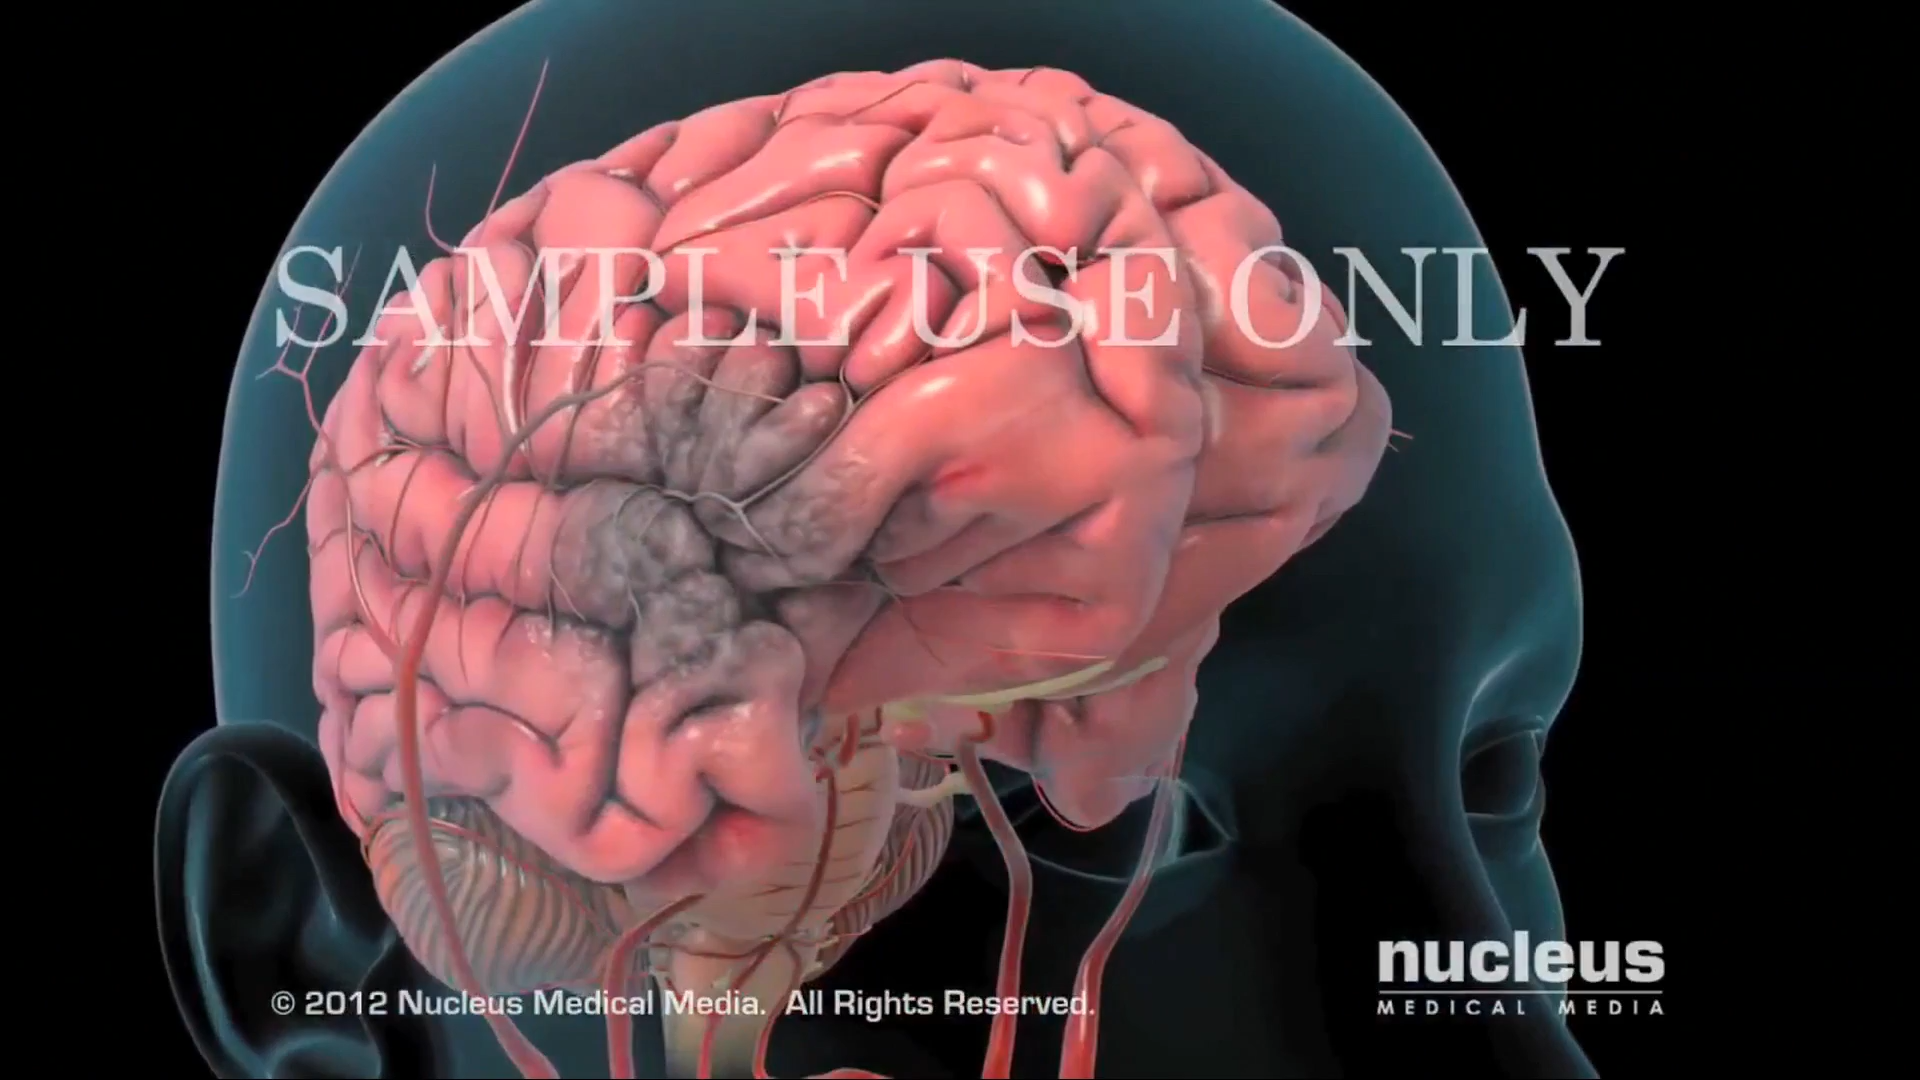 SAMPLE USE ONLY
nucleus
MEDICAL MEDIA
© 2012 Nucleus Medical Media. All Rights Reserved.